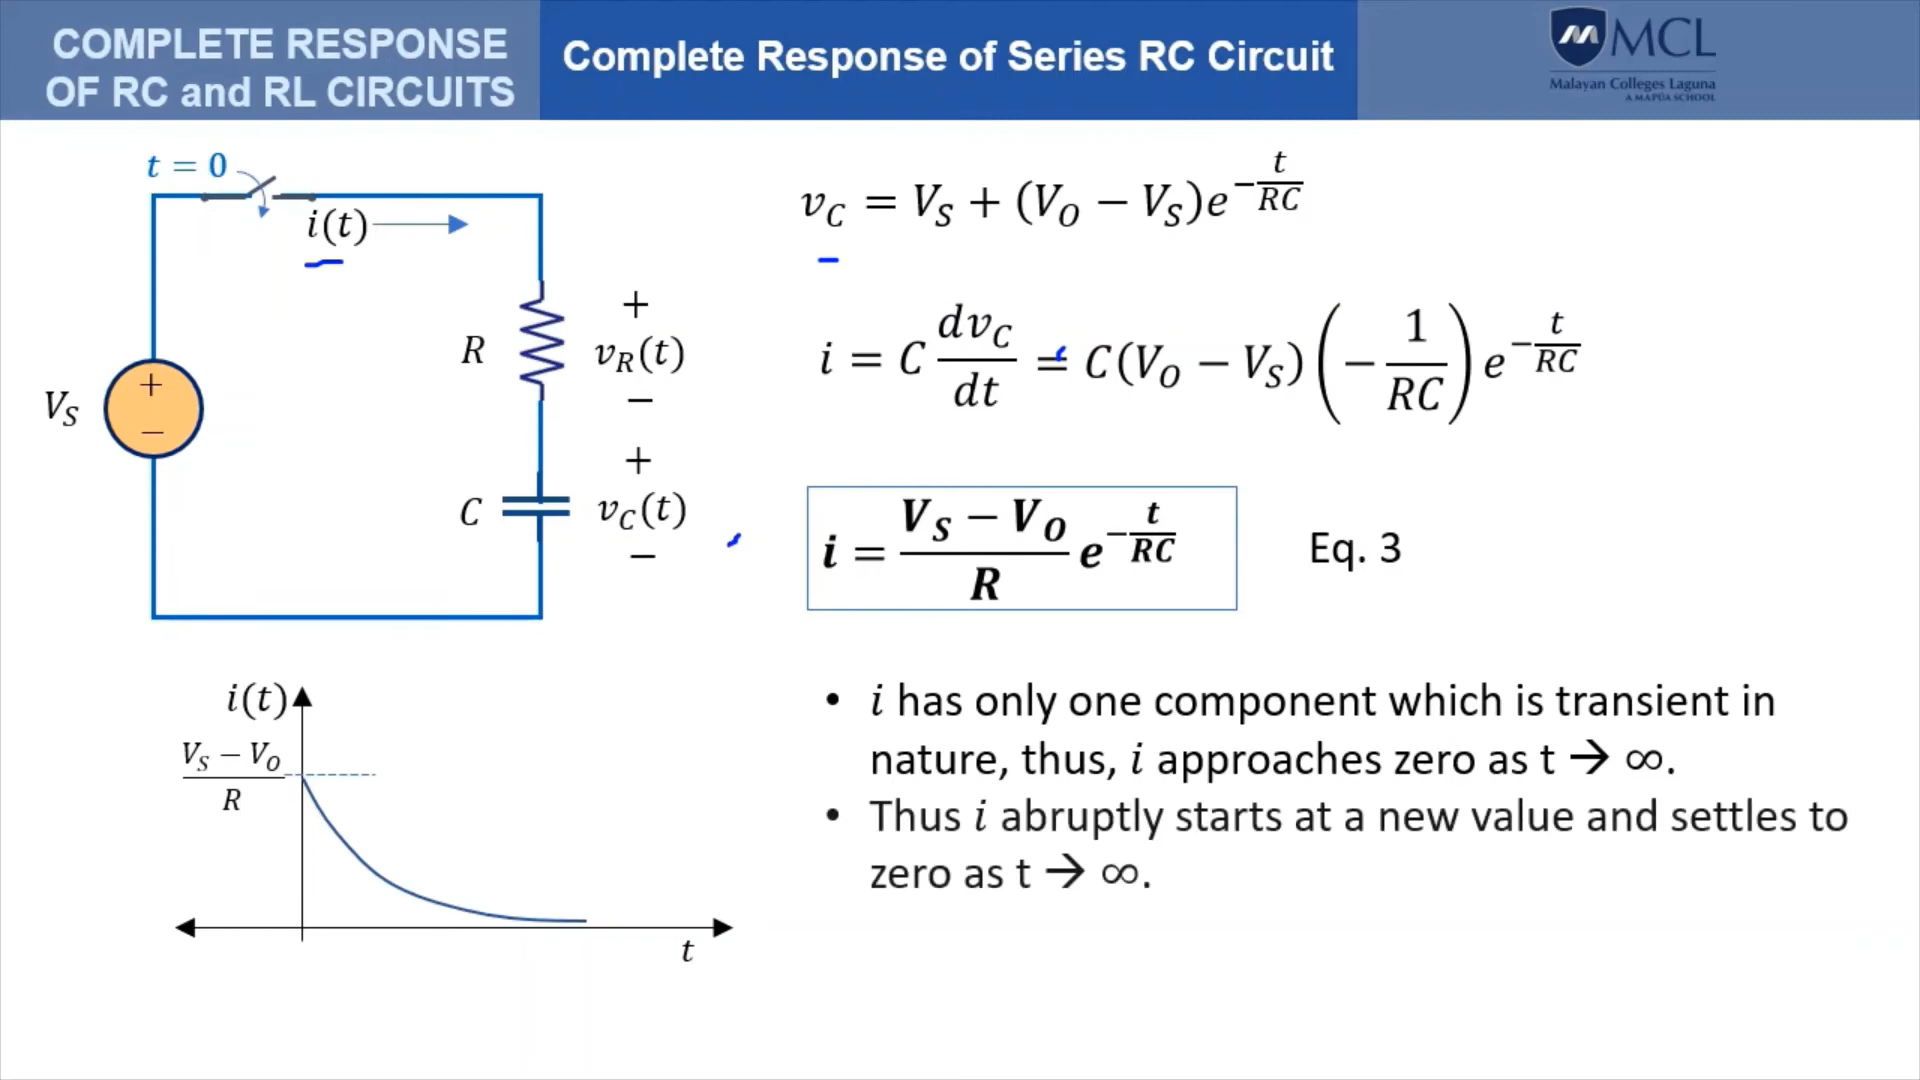 COMPLETE RESPONSE
OF RC and RL CIRCUITS
Complete Response of Series RC Circuit
MCL
Malayan Colleges Laguna
A MAPÚA SCHOOL
t = 0
i(t)
R
+
v_R(t)
−
V_S
+
−
C
+
v_C(t)
−
v_C = V_S + (V_O − V_S)e^{−t/RC}
i = C dv_C/dt = C(V_O − V_S)(−1/RC)e^{−t/RC}
i = (V_S − V_O)/R e^{−t/RC}
Eq. 3
i(t)
(V_S − V_O)/R
t
• i has only one component which is transient in
nature, thus, i approaches zero as t → ∞.
• Thus i abruptly starts at a new value and settles to
zero as t → ∞.